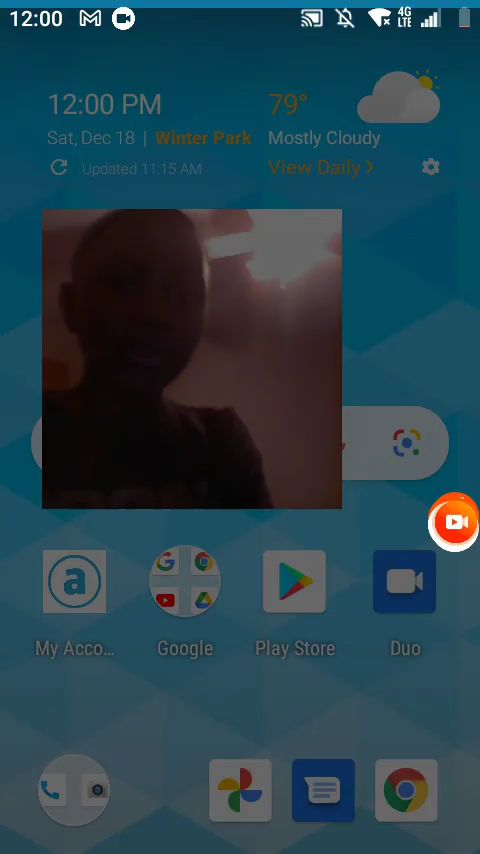 12:00
4G
LTE
12:00 PM
79°
Sat, Dec 18 | Winter Park
Mostly Cloudy
Updated 11:15 AM
View Daily >
a
My Acco...
Google
Play Store
Duo